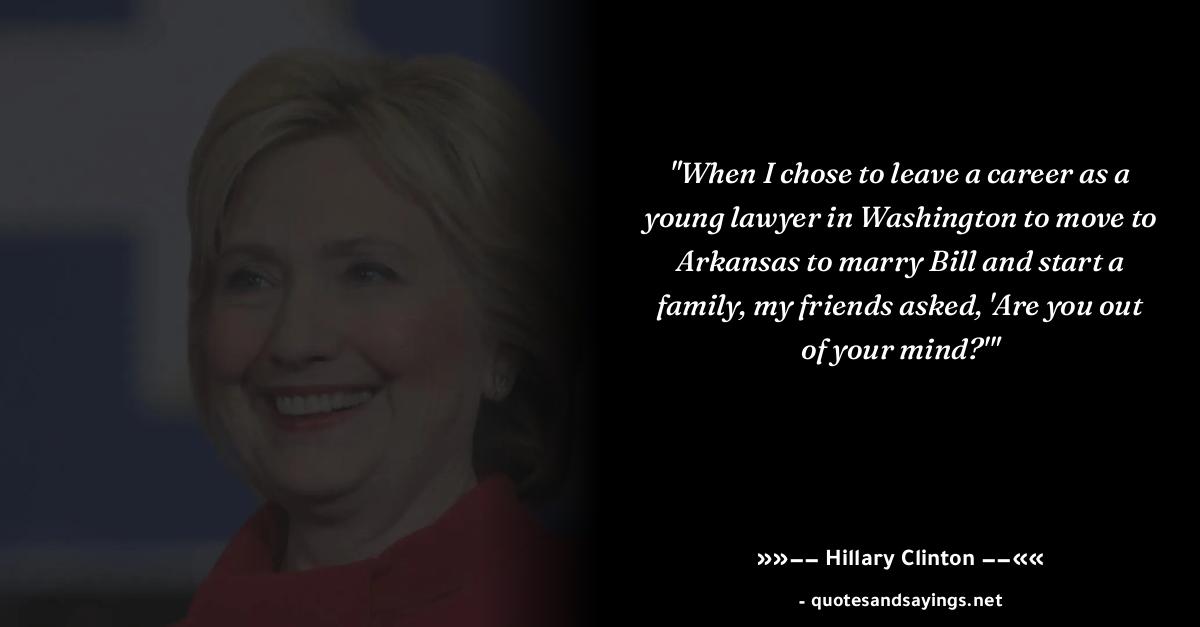 "When I chose to leave a career as a
young lawyer in Washington to move to
Arkansas to marry Bill and start a
family, my friends asked, 'Are you out
of your mind?'"
»»−− Hillary Clinton −−««
- quotesandsayings.net